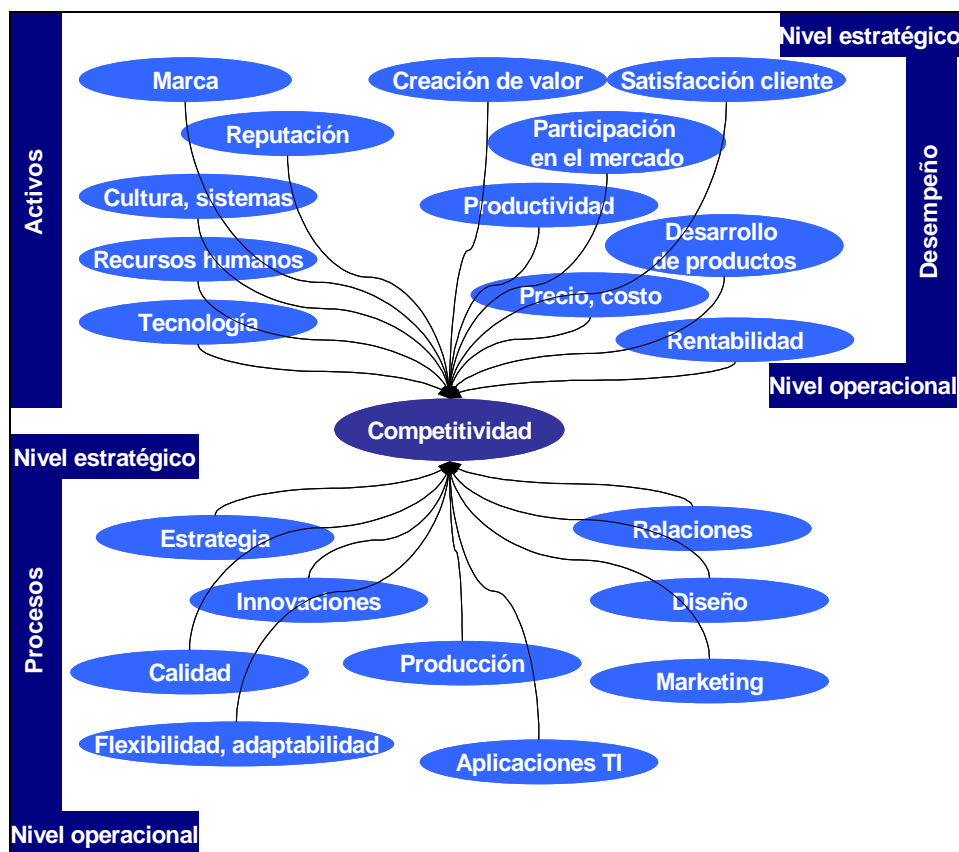 Nivel estratégico
Marca
Creación de valor
Satisfacción cliente
Reputación
Participación
en el mercado
Activos
Desempeño
Cultura, sistemas
Productividad
Desarrollo
de productos
Recursos humanos
Precio, costo
Tecnología
Rentabilidad
Nivel operacional
Competitividad
Nivel estratégico
Estrategia
Relaciones
Procesos
Innovaciones
Diseño
Producción
Calidad
Marketing
Flexibilidad, adaptabilidad
Aplicaciones TI
Nivel operacional